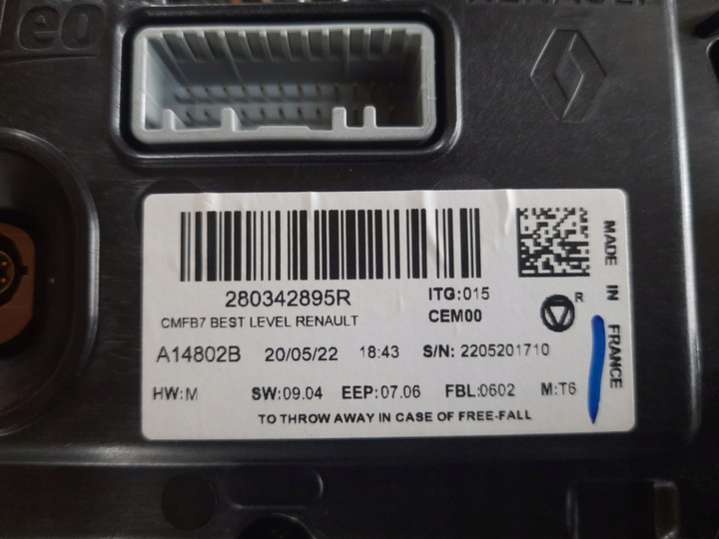 280342895R
ITG:015
CMFB7 BEST LEVEL RENAULT
CEM00
R
A14802B 20/05/22 18:43 S/N: 2205201710
HW:M SW:09.04 EEP:07.06 FBL:0602 M:T6
TO THROW AWAY IN CASE OF FREE-FALL
MADE IN FRANCE